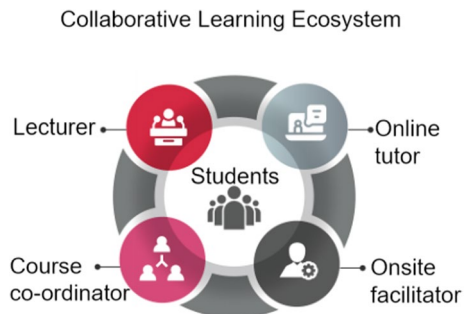 Collaborative Learning Ecosystem
Lecturer
Online
tutor
Students
Course
co-ordinator
Onsite
facilitator